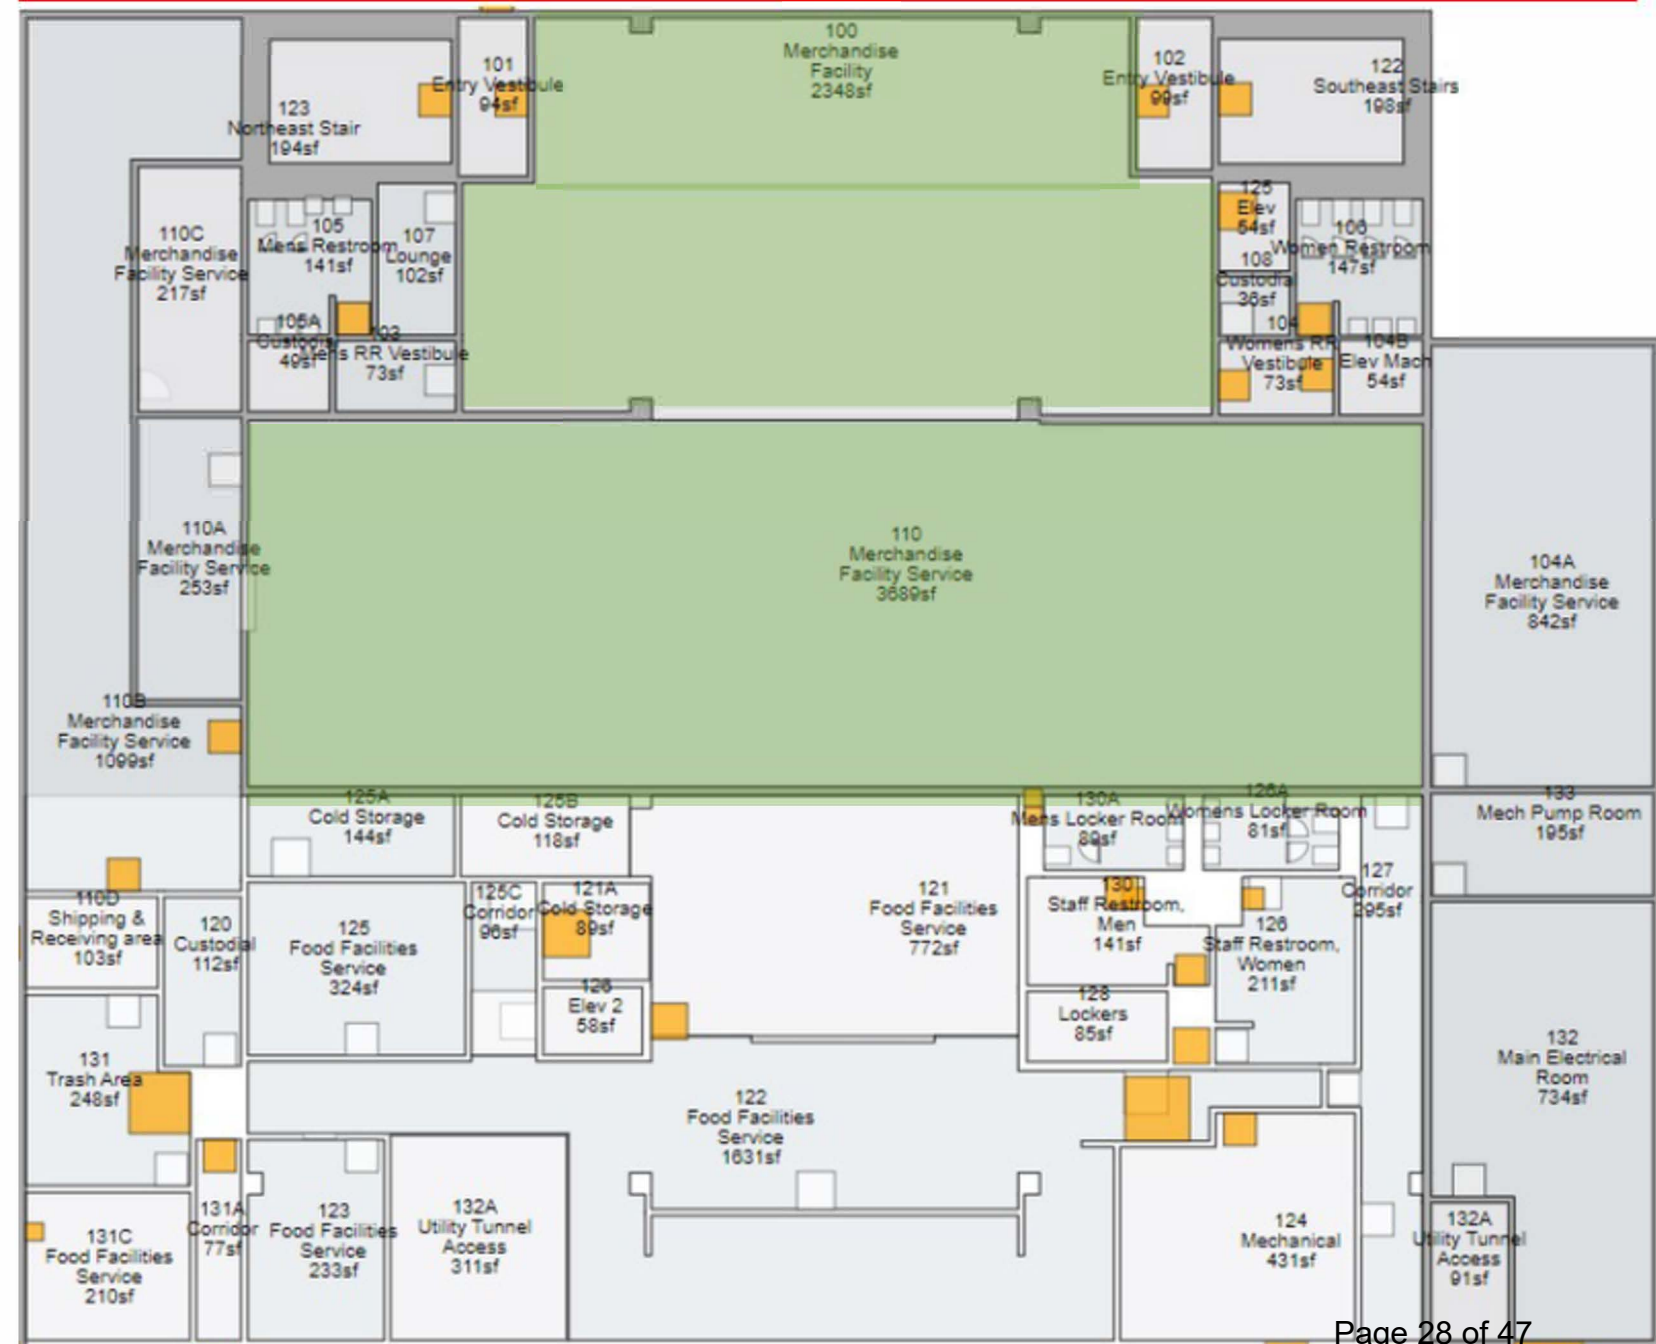 100
Merchandise
Facility
2348sf
101
Entry Vestibule
94sf
102
Entry Vestibule
99sf
122
Southeast Stairs
198sf
123
Northeast Stair
194sf
110C
Merchandise
Facility Service
217sf
105
Mens Restroom
141sf
107
Lounge
102sf
125
Elev
54sf
106
Women Restroom
147sf
108
Custodial
36sf
105A
Custodial
49sf
103
Mens RR Vestibule
73sf
104
Womens RR
Vestibule
73sf
104B
Elev Mach
54sf
110A
Merchandise
Facility Service
253sf
110
Merchandise
Facility Service
3689sf
104A
Merchandise
Facility Service
842sf
110B
Merchandise
Facility Service
1099sf
125A
Cold Storage
144sf
125B
Cold Storage
118sf
130A
Mens Locker Room
89sf
126A
Womens Locker Room
81sf
133
Mech Pump Room
195sf
110D
Shipping &
Receiving area
103sf
120
Custodial
112sf
125
Food Facilities
Service
324sf
125C
Corridor
96sf
121A
Cold Storage
89sf
121
Food Facilities
Service
772sf
130
Staff Restroom,
Men
141sf
127
Corridor
295sf
126
Staff Restroom,
Women
211sf
126
Elev 2
58sf
128
Lockers
85sf
131
Trash Area
248sf
122
Food Facilities
Service
1631sf
132
Main Electrical
Room
734sf
131C
Food Facilities
Service
210sf
131A
Corridor
77sf
123
Food Facilities
Service
233sf
132A
Utility Tunnel
Access
311sf
124
Mechanical
431sf
132A
Utility Tunnel
Access
91sf
Page 28 of 47